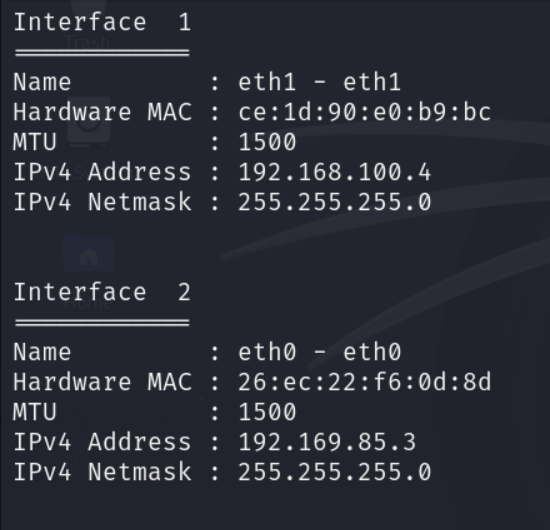 Interface  1
============
Name         : eth1 - eth1
Hardware MAC : ce:1d:90:e0:b9:bc
MTU          : 1500
IPv4 Address : 192.168.100.4
IPv4 Netmask : 255.255.255.0
Interface  2
============
Name         : eth0 - eth0
Hardware MAC : 26:ec:22:f6:0d:8d
MTU          : 1500
IPv4 Address : 192.169.85.3
IPv4 Netmask : 255.255.255.0